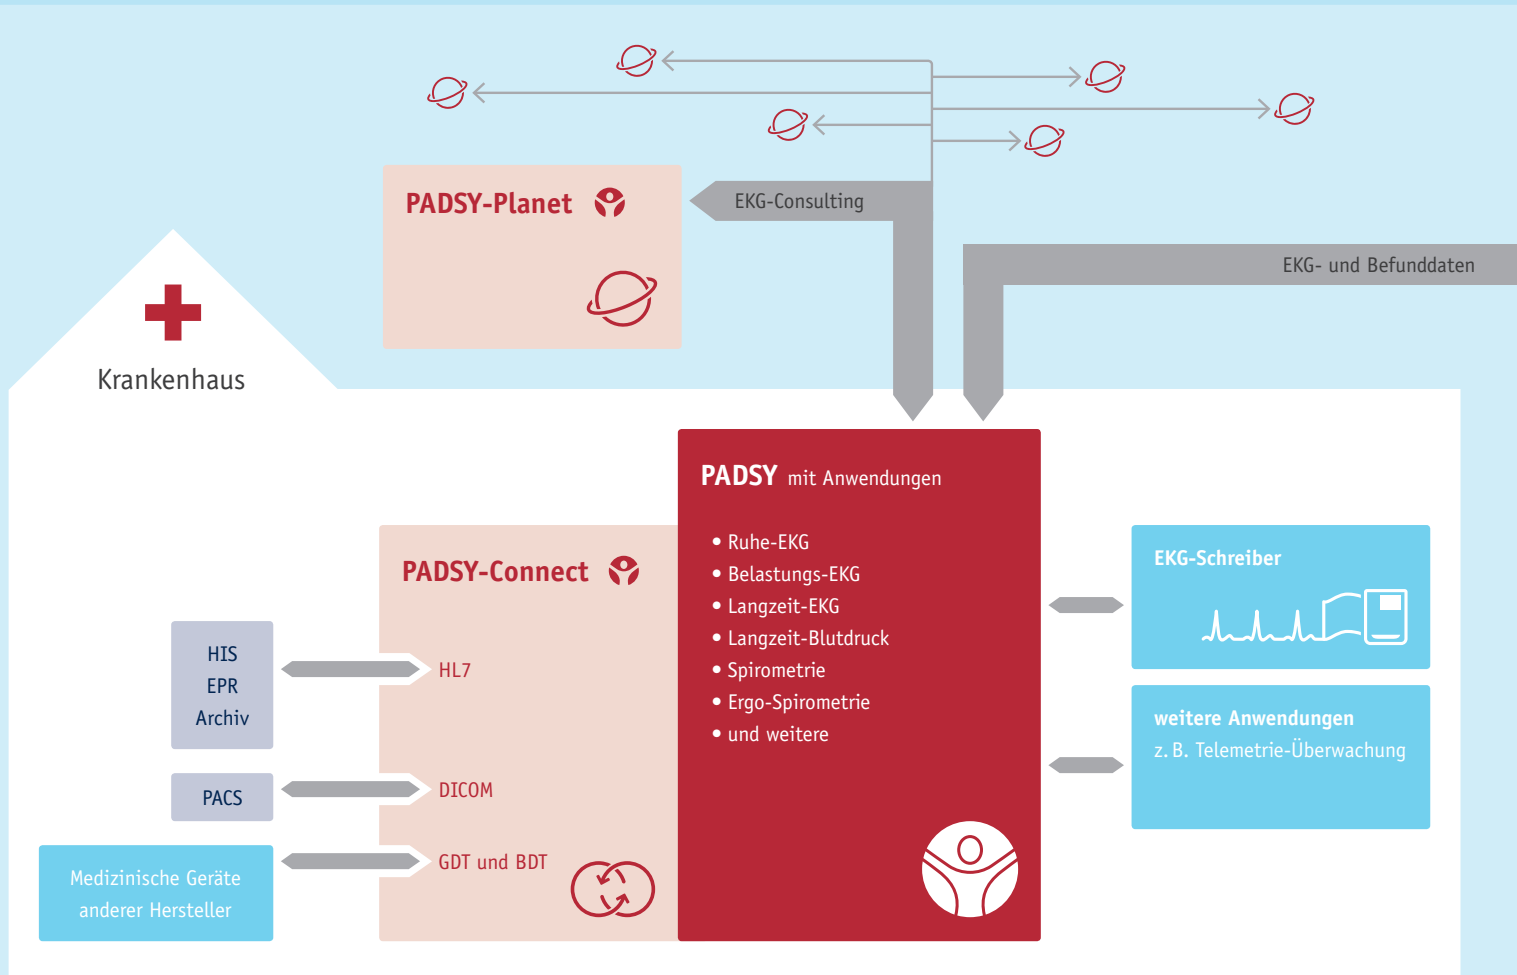 PADSY-Planet
EKG-Consulting
EKG- und Befunddaten
Krankenhaus
PADSY mit Anwendungen
• Ruhe-EKG
• Belastungs-EKG
• Langzeit-EKG
• Langzeit-Blutdruck
• Spirometrie
• Ergo-Spirometrie
• und weitere
PADSY-Connect
HL7
DICOM
GDT und BDT
HIS
EPR
Archiv
PACS
Medizinische Geräte
anderer Hersteller
EKG-Schreiber
weitere Anwendungen
z. B. Telemetrie-Überwachung